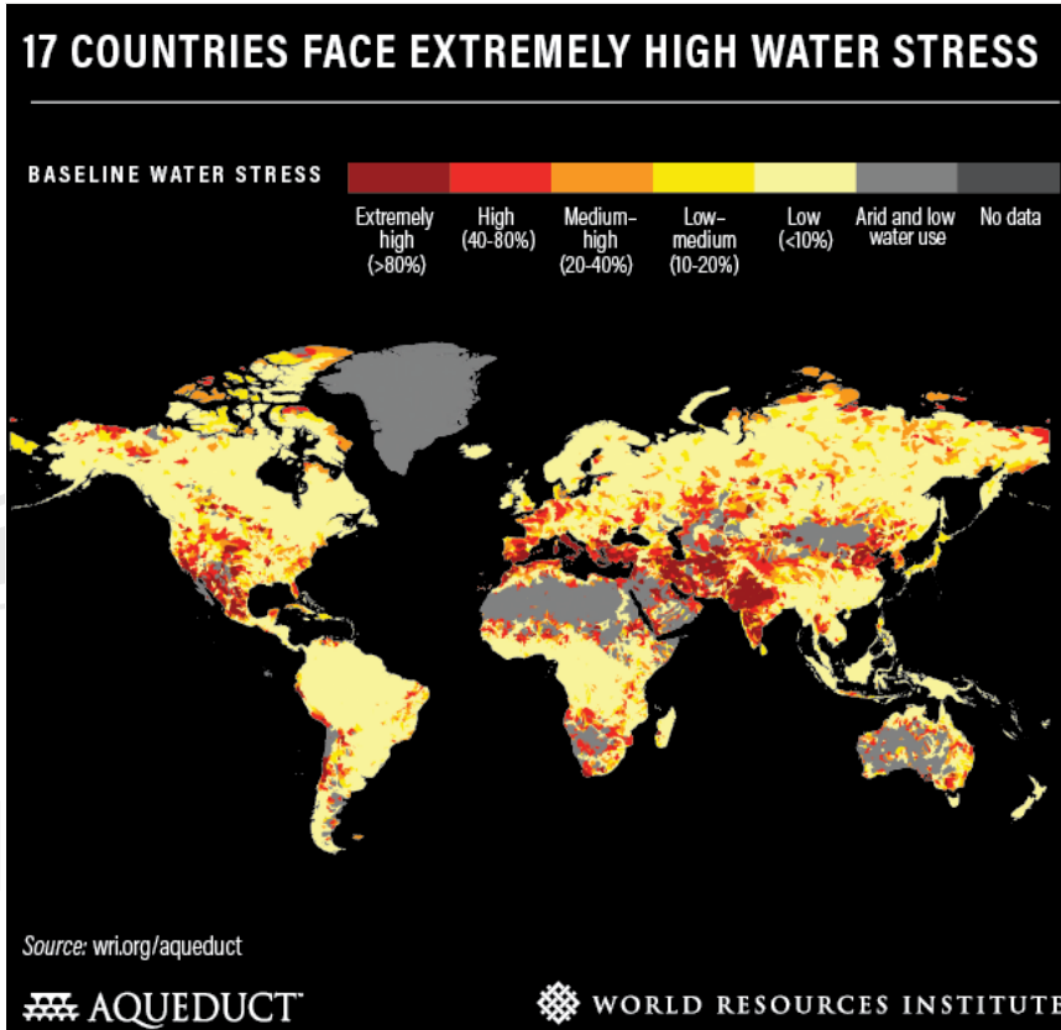 17 COUNTRIES FACE EXTREMELY HIGH WATER STRESS
BASELINE WATER STRESS
Extremely
high
(>80%)
High
(40-80%)
Medium–
high
(20-40%)
Low–
medium
(10-20%)
Low
(<10%)
Arid and low
water use
No data
Source: wri.org/aqueduct
AQUEDUCT™
WORLD RESOURCES INSTITUTE